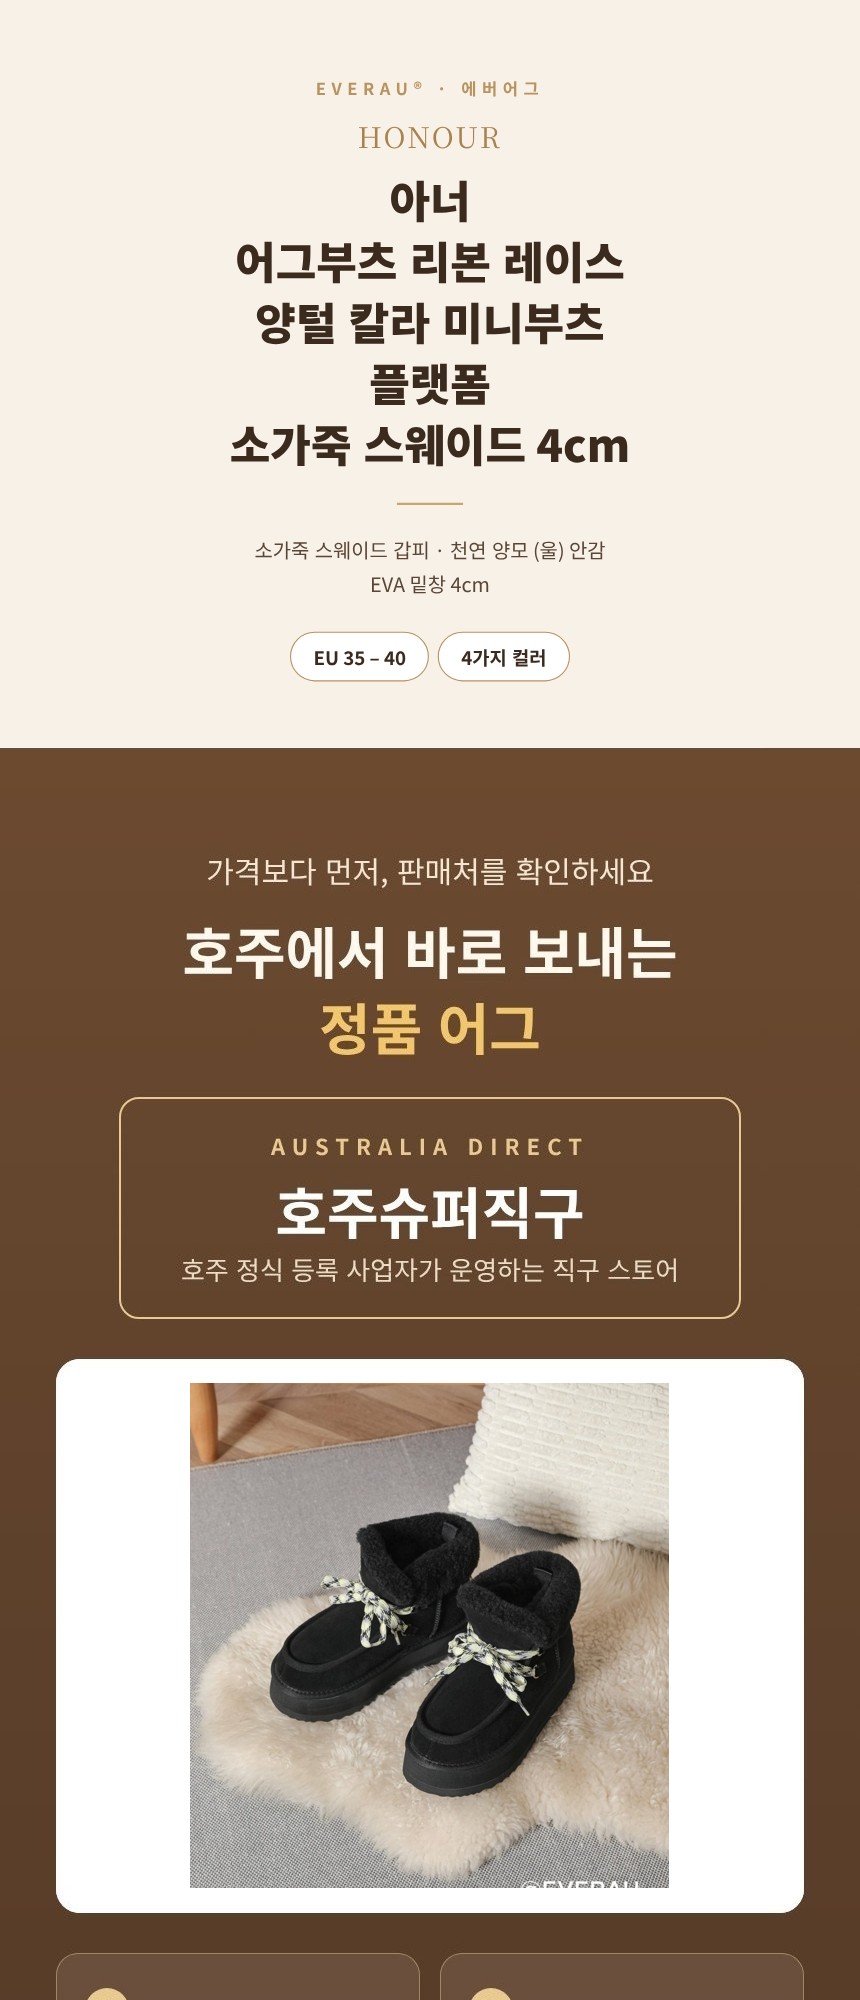 EVERAU® · 에버어그
HONOUR
아너
어그부츠 리본 레이스
양털 칼라 미니부츠
플랫폼
소가죽 스웨이드 4cm
소가죽 스웨이드 갑피 · 천연 양모 (울) 안감
EVA 밑창 4cm
EU 35 – 40
4가지 컬러
가격보다 먼저, 판매처를 확인하세요
호주에서 바로 보내는
정품 어그
AUSTRALIA DIRECT
호주슈퍼직구
호주 정식 등록 사업자가 운영하는 직구 스토어
@EVERAU